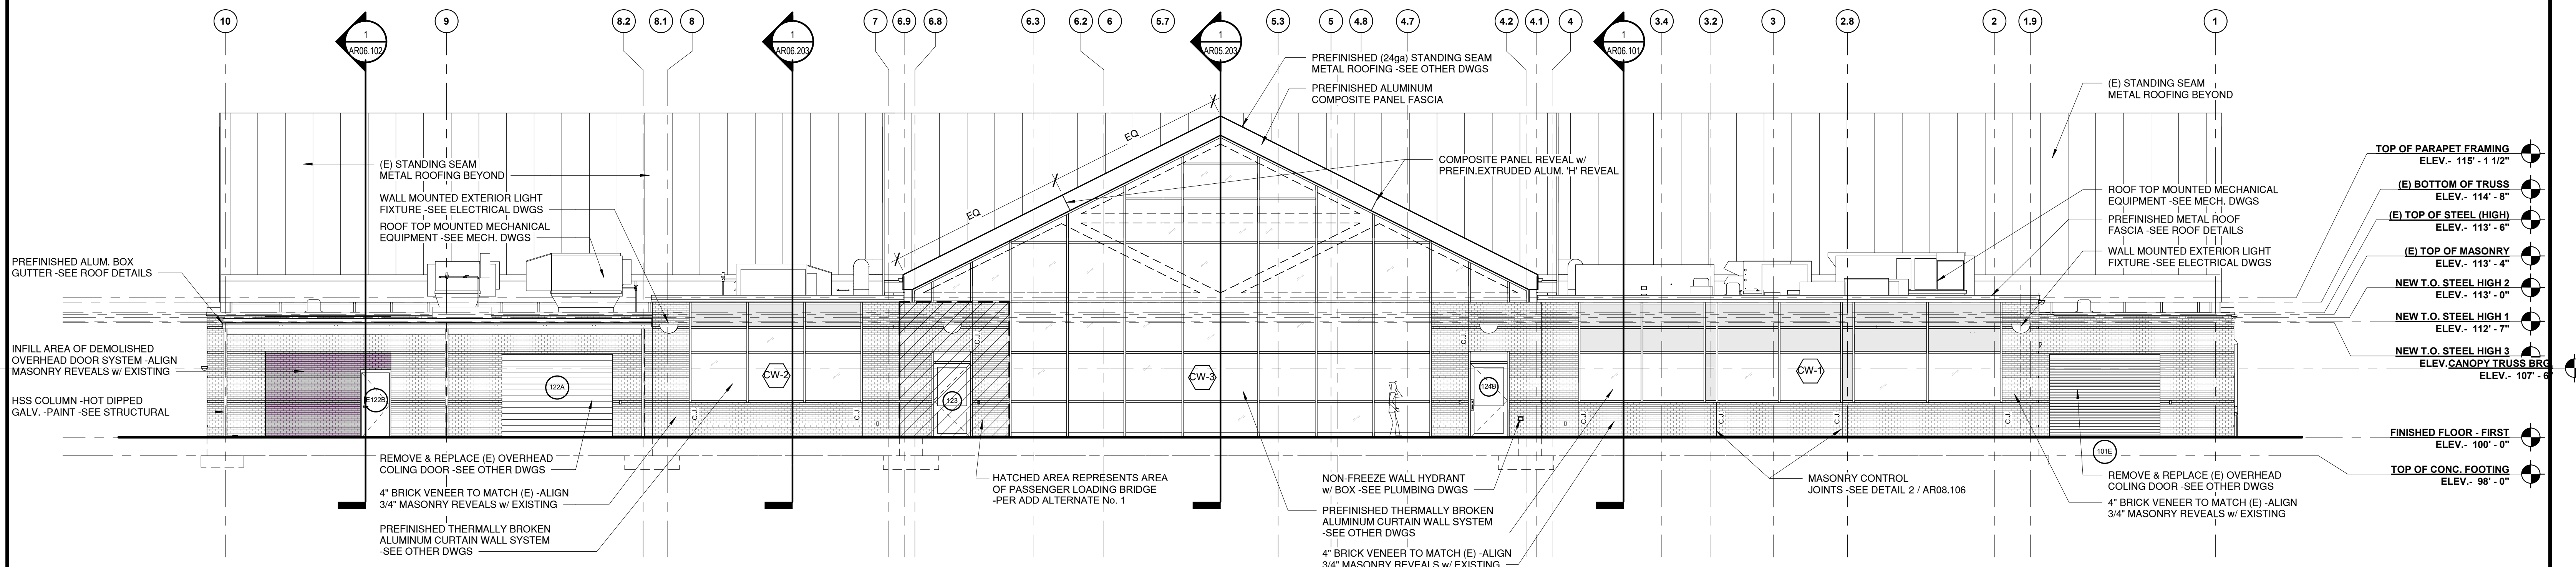 10
9
8.2
8.1
8
7
6.9
6.8
6.3
6.2
6
5.7
5.3
5
4.8
4.7
4.2
4.1
4
3.4
3.2
3
2.8
2
1.9
1
1
AR06.102
1
AR06.203
1
AR05.203
1
AR06.101
PREFINISHED (24ga) STANDING SEAM
METAL ROOFING -SEE OTHER DWGS
PREFINISHED ALUMINUM
COMPOSITE PANEL FASCIA
(E) STANDING SEAM
METAL ROOFING BEYOND
EQ
EQ
COMPOSITE PANEL REVEAL w/
PREFIN.EXTRUDED ALUM. 'H' REVEAL
(E) STANDING SEAM
METAL ROOFING BEYOND
WALL MOUNTED EXTERIOR LIGHT
FIXTURE -SEE ELECTRICAL DWGS
ROOF TOP MOUNTED MECHANICAL
EQUIPMENT -SEE MECH. DWGS
PREFINISHED ALUM. BOX
GUTTER -SEE ROOF DETAILS
INFILL AREA OF DEMOLISHED
OVERHEAD DOOR SYSTEM -ALIGN
MASONRY REVEALS w/ EXISTING
HSS COLUMN -HOT DIPPED
GALV. -PAINT -SEE STRUCTURAL
ROOF TOP MOUNTED MECHANICAL
EQUIPMENT -SEE MECH. DWGS
PREFINISHED METAL ROOF
FASCIA -SEE ROOF DETAILS
WALL MOUNTED EXTERIOR LIGHT
FIXTURE -SEE ELECTRICAL DWGS
TOP OF PARAPET FRAMING
ELEV.- 115' - 1 1/2"
(E) BOTTOM OF TRUSS
ELEV.- 114' - 8"
(E) TOP OF STEEL (HIGH)
ELEV.- 113' - 6"
(E) TOP OF MASONRY
ELEV.- 113' - 4"
NEW T.O. STEEL HIGH 2
ELEV.- 113' - 0"
NEW T.O. STEEL HIGH 1
ELEV.- 112' - 7"
NEW T.O. STEEL HIGH 3
ELEV.
CANOPY TRUSS BRG
ELEV.- 107' - 6"
FINISHED FLOOR - FIRST
ELEV.- 100' - 0"
TOP OF CONC. FOOTING
ELEV.- 98' - 0"
E122B
122A
CW-2
123
CW-3
124B
CW-1
101E
C.J.
C.J.
C.J.
C.J.
C.J.
C.J.
C.J.
C.J.
C.J.
REMOVE & REPLACE (E) OVERHEAD
COLING DOOR -SEE OTHER DWGS
4" BRICK VENEER TO MATCH (E) -ALIGN
3/4" MASONRY REVEALS w/ EXISTING
PREFINISHED THERMALLY BROKEN
ALUMINUM CURTAIN WALL SYSTEM
-SEE OTHER DWGS
HATCHED AREA REPRESENTS AREA
OF PASSENGER LOADING BRIDGE
-PER ADD ALTERNATE No. 1
NON-FREEZE WALL HYDRANT
w/ BOX -SEE PLUMBING DWGS
PREFINISHED THERMALLY BROKEN
ALUMINUM CURTAIN WALL SYSTEM
-SEE OTHER DWGS
4" BRICK VENEER TO MATCH (E) -ALIGN
3/4" MASONRY REVEALS w/ EXISTING
MASONRY CONTROL
JOINTS -SEE DETAIL 2 / AR08.106
REMOVE & REPLACE (E) OVERHEAD
COLING DOOR -SEE OTHER DWGS
4" BRICK VENEER TO MATCH (E) -ALIGN
3/4" MASONRY REVEALS w/ EXISTING